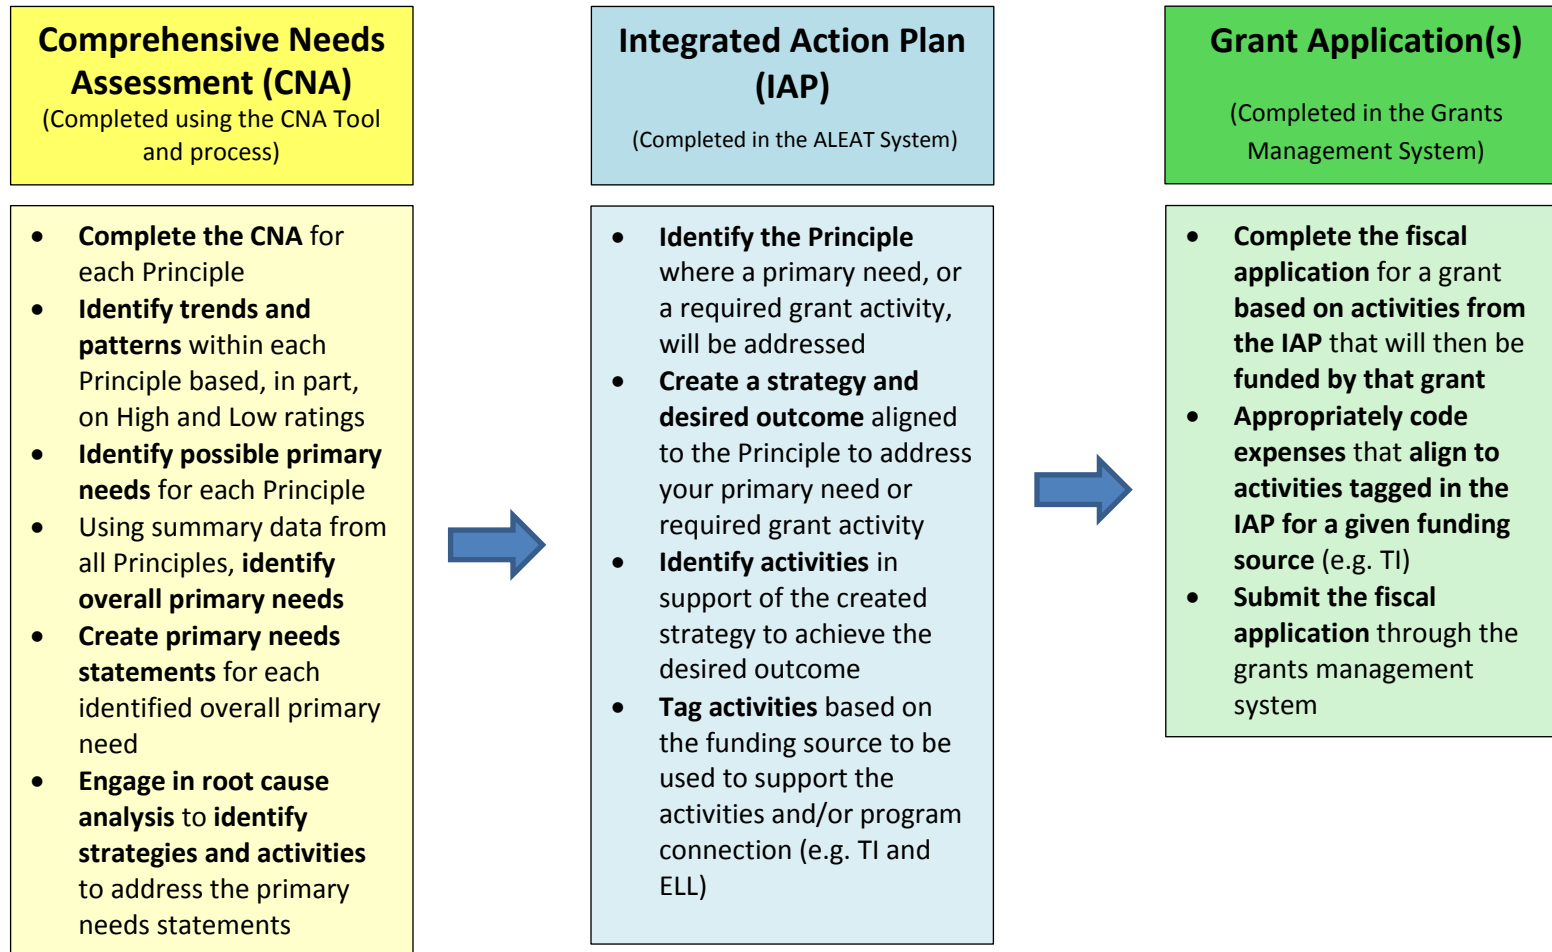 Comprehensive Needs
Assessment (CNA)
(Completed using the CNA Tool
and process)
• Complete the CNA for
each Principle
• Identify trends and
patterns within each
Principle based, in part,
on High and Low ratings
• Identify possible primary
needs for each Principle
• Using summary data from
all Principles, identify
overall primary needs
• Create primary needs
statements for each
identified overall primary
need
• Engage in root cause
analysis to identify
strategies and activities
to address the primary
needs statements
Integrated Action Plan
(IAP)
(Completed in the ALEAT System)
• Identify the Principle
where a primary need, or
a required grant activity,
will be addressed
• Create a strategy and
desired outcome aligned
to the Principle to address
your primary need or
required grant activity
• Identify activities in
support of the created
strategy to achieve the
desired outcome
• Tag activities based on
the funding source to be
used to support the
activities and/or program
connection (e.g. TI and
ELL)
Grant Application(s)
(Completed in the Grants
Management System)
• Complete the fiscal
application for a grant
based on activities from
the IAP that will then be
funded by that grant
• Appropriately code
expenses that align to
activities tagged in the
IAP for a given funding
source (e.g. TI)
• Submit the fiscal
application through the
grants management
system